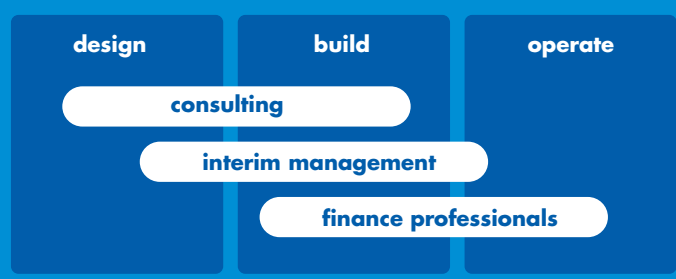 design build operate
consulting
interim management
finance professionals